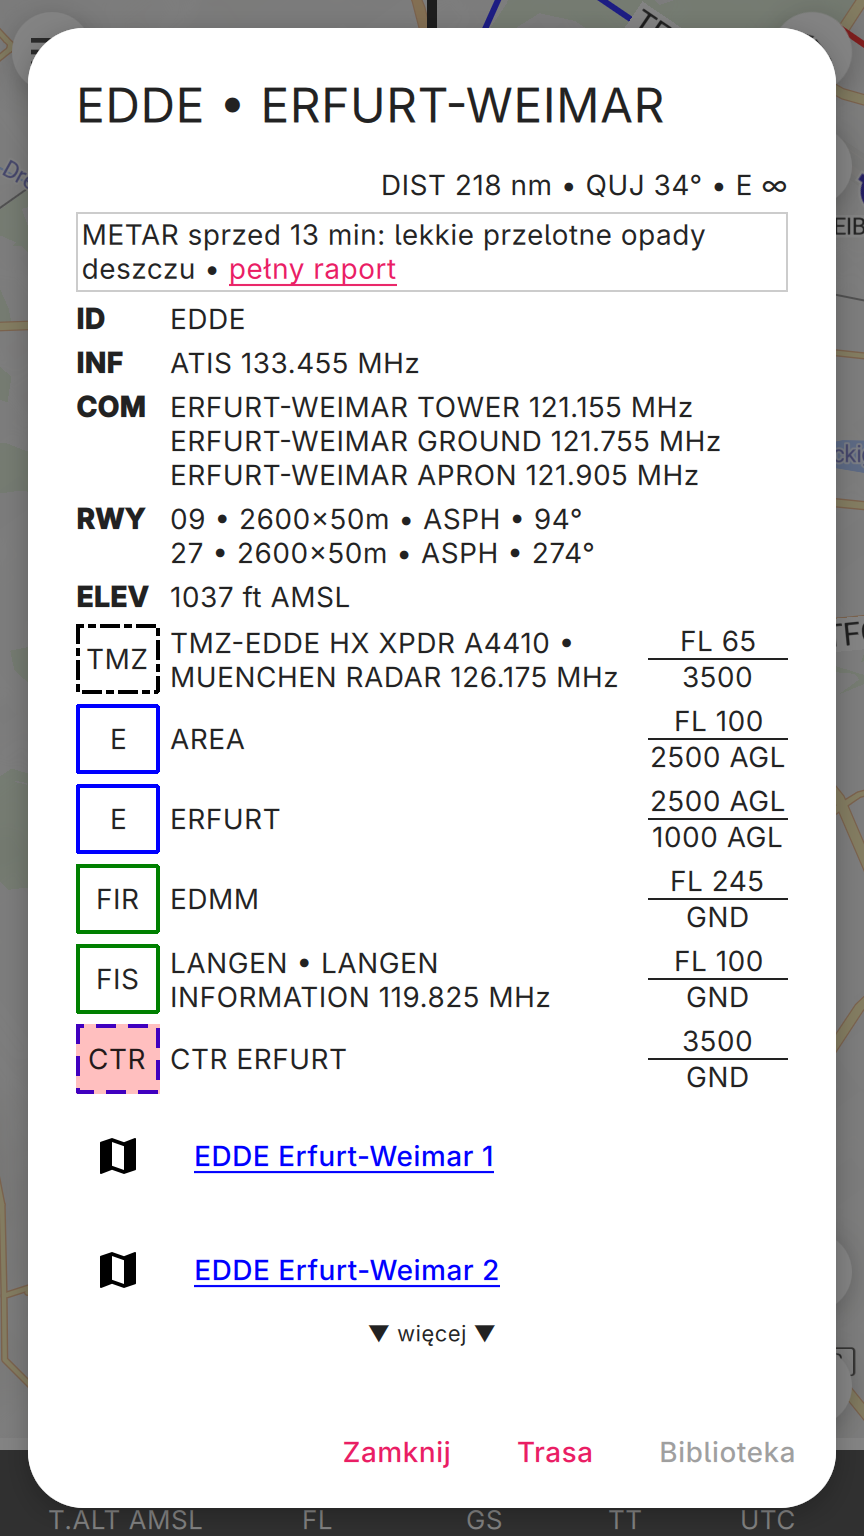 EDDE • ERFURT-WEIMAR
DIST 218 nm • QUJ 34° • E ∞
METAR sprzed 13 min: lekkie przelotne opady
deszczu • pełny raport
ID EDDE
INF ATIS 133.455 MHz
COM ERFURT-WEIMAR TOWER 121.155 MHz
ERFURT-WEIMAR GROUND 121.755 MHz
ERFURT-WEIMAR APRON 121.905 MHz
RWY 09 • 2600×50m • ASPH • 94°
27 • 2600×50m • ASPH • 274°
ELEV 1037 ft AMSL
TMZ TMZ-EDDE HX XPDR A4410 • FL 65
MUENCHEN RADAR 126.175 MHz 3500
E AREA FL 100
2500 AGL
E ERFURT 2500 AGL
1000 AGL
FIR EDMM FL 245
GND
FIS LANGEN • LANGEN FL 100
INFORMATION 119.825 MHz GND
CTR CTR ERFURT 3500
GND
EDDE Erfurt-Weimar 1
EDDE Erfurt-Weimar 2
▼ więcej ▼
Zamknij Trasa Biblioteka
T.ALT AMSL FL GS TT UTC